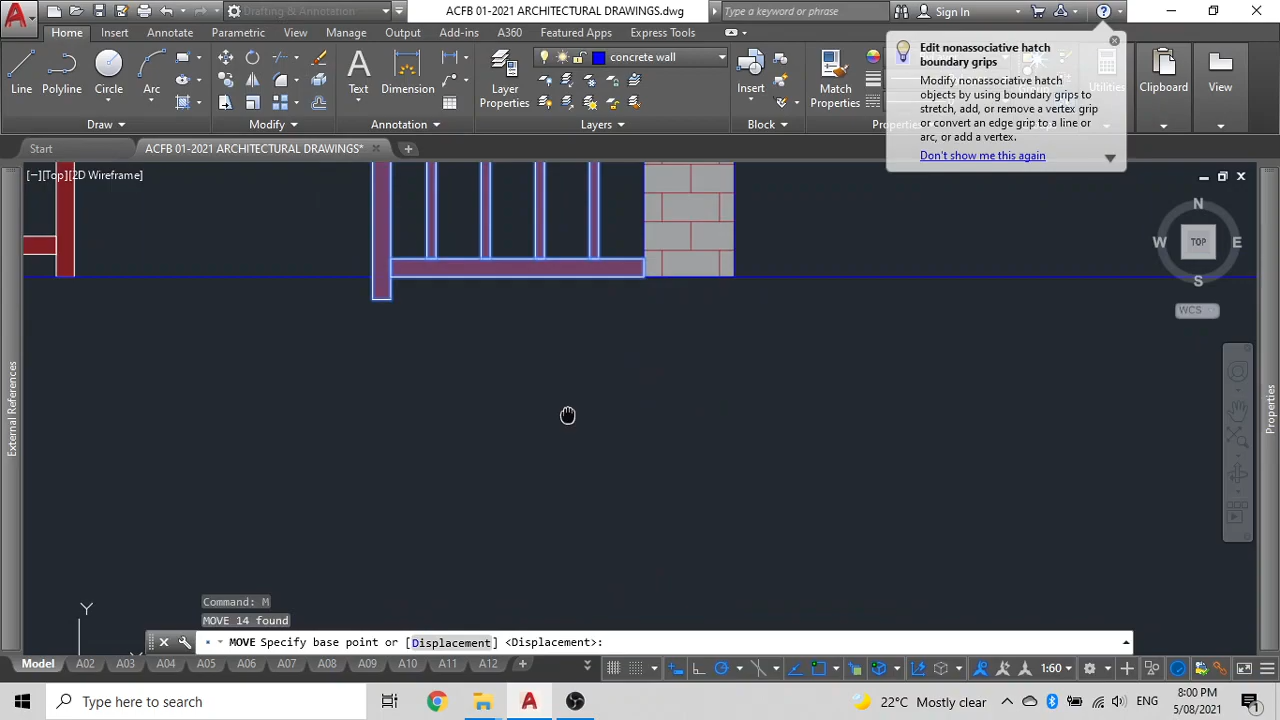 Drafting & Annotation
ACFB 01-2021 ARCHITECTURAL DRAWINGS.dwg
Type a keyword or phrase
Sign In
Home
Insert
Annotate
Parametric
View
Manage
Output
Add-ins
A360
Featured Apps
Express Tools
Line
Polyline
Circle
Arc
Text
Dimension
Layer
Properties
concrete wall
Insert
Match
Properties
Utilities
Clipboard
View
Draw
Modify
Annotation
Layers
Block
Edit nonassociative hatch
boundary grips
Modify nonassociative hatch
objects by using boundary grips to
stretch, add, or remove a vertex grip
or convert an edge grip to a line or
arc, or add a vertex.
Don't show me this again
Start
ACFB 01-2021 ARCHITECTURAL DRAWINGS*
[−][Top][2D Wireframe]
N
W
TOP
E
S
WCS
External References
Properties
Y
Command: M
MOVE 14 found
MOVE Specify base point or [Displacement] <Displacement>:
Model
A02
A03
A04
A05
A06
A07
A08
A09
A10
A11
A12
1:60
Type here to search
22°C Mostly clear
ENG
8:00 PM
5/08/2021
1